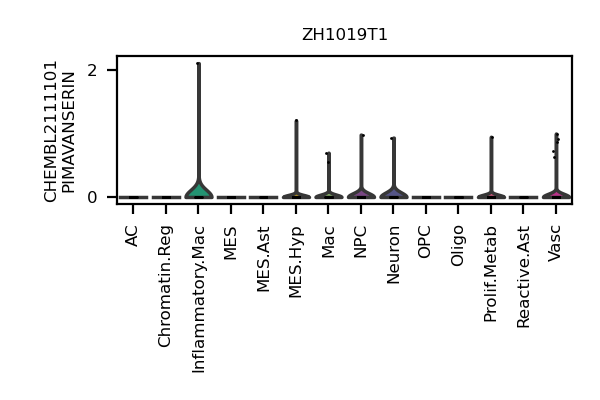 ZH1019T1
CHEMBL2111101
PIMAVANSERIN
2
0
AC
Chromatin.Reg
Inflammatory.Mac
MES
MES.Ast
MES.Hyp
Mac
NPC
Neuron
OPC
Oligo
Prolif.Metab
Reactive.Ast
Vasc